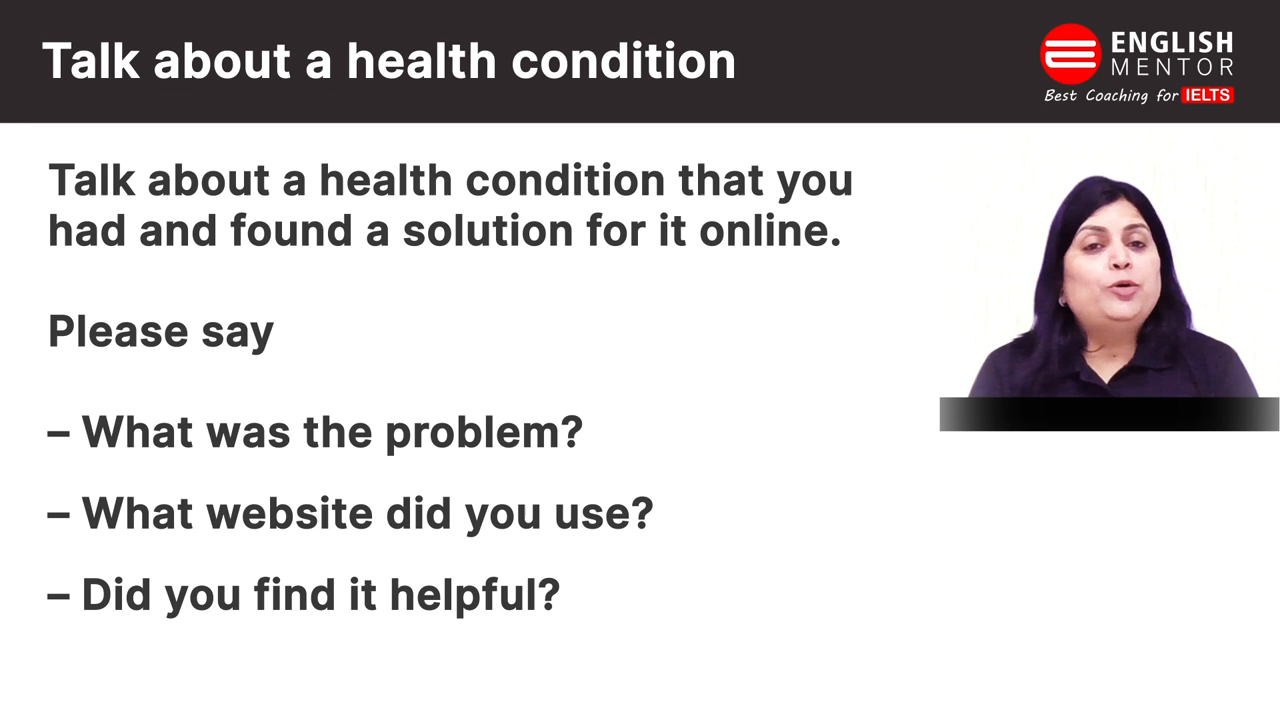 Talk about a health condition
ENGLISH
MENTOR
Best Coaching for IELTS
Talk about a health condition that you
had and found a solution for it online.
Please say
– What was the problem?
– What website did you use?
– Did you find it helpful?